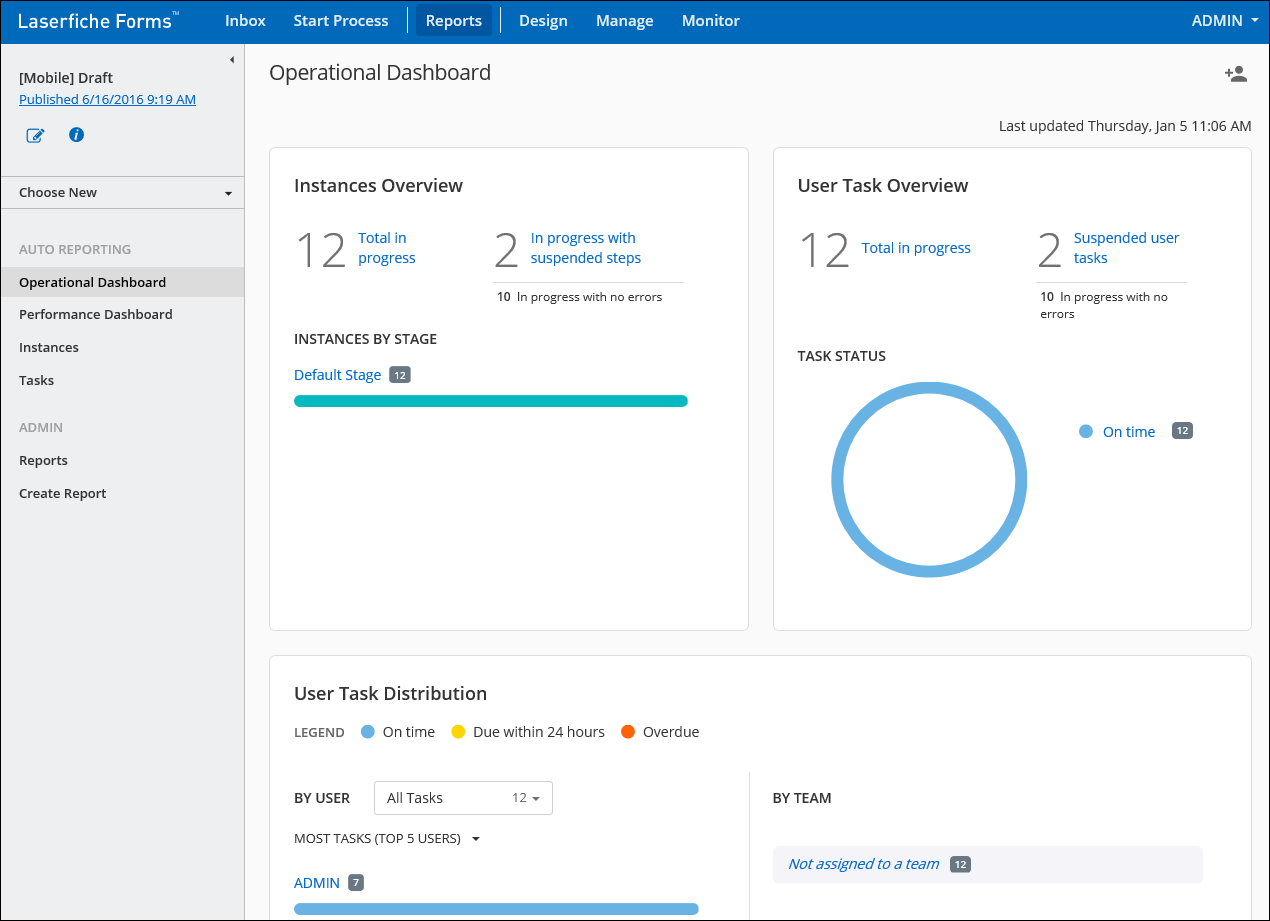 Laserfiche Forms™ Inbox Start Process Reports Design Manage Monitor ADMIN
[Mobile] Draft
Published 6/16/2016 9:19 AM
Choose New
AUTO REPORTING
Operational Dashboard
Performance Dashboard
Instances
Tasks
ADMIN
Reports
Create Report
Operational Dashboard
Last updated Thursday, Jan 5 11:06 AM
Instances Overview
12 Total in
progress
2 In progress with
suspended steps
10 In progress with no errors
INSTANCES BY STAGE
Default Stage 12
User Task Overview
12 Total in progress
2 Suspended user
tasks
10 In progress with no
errors
TASK STATUS
On time 12
User Task Distribution
LEGEND On time Due within 24 hours Overdue
BY USER All Tasks 12
MOST TASKS (TOP 5 USERS)
ADMIN 7
BY TEAM
Not assigned to a team 12